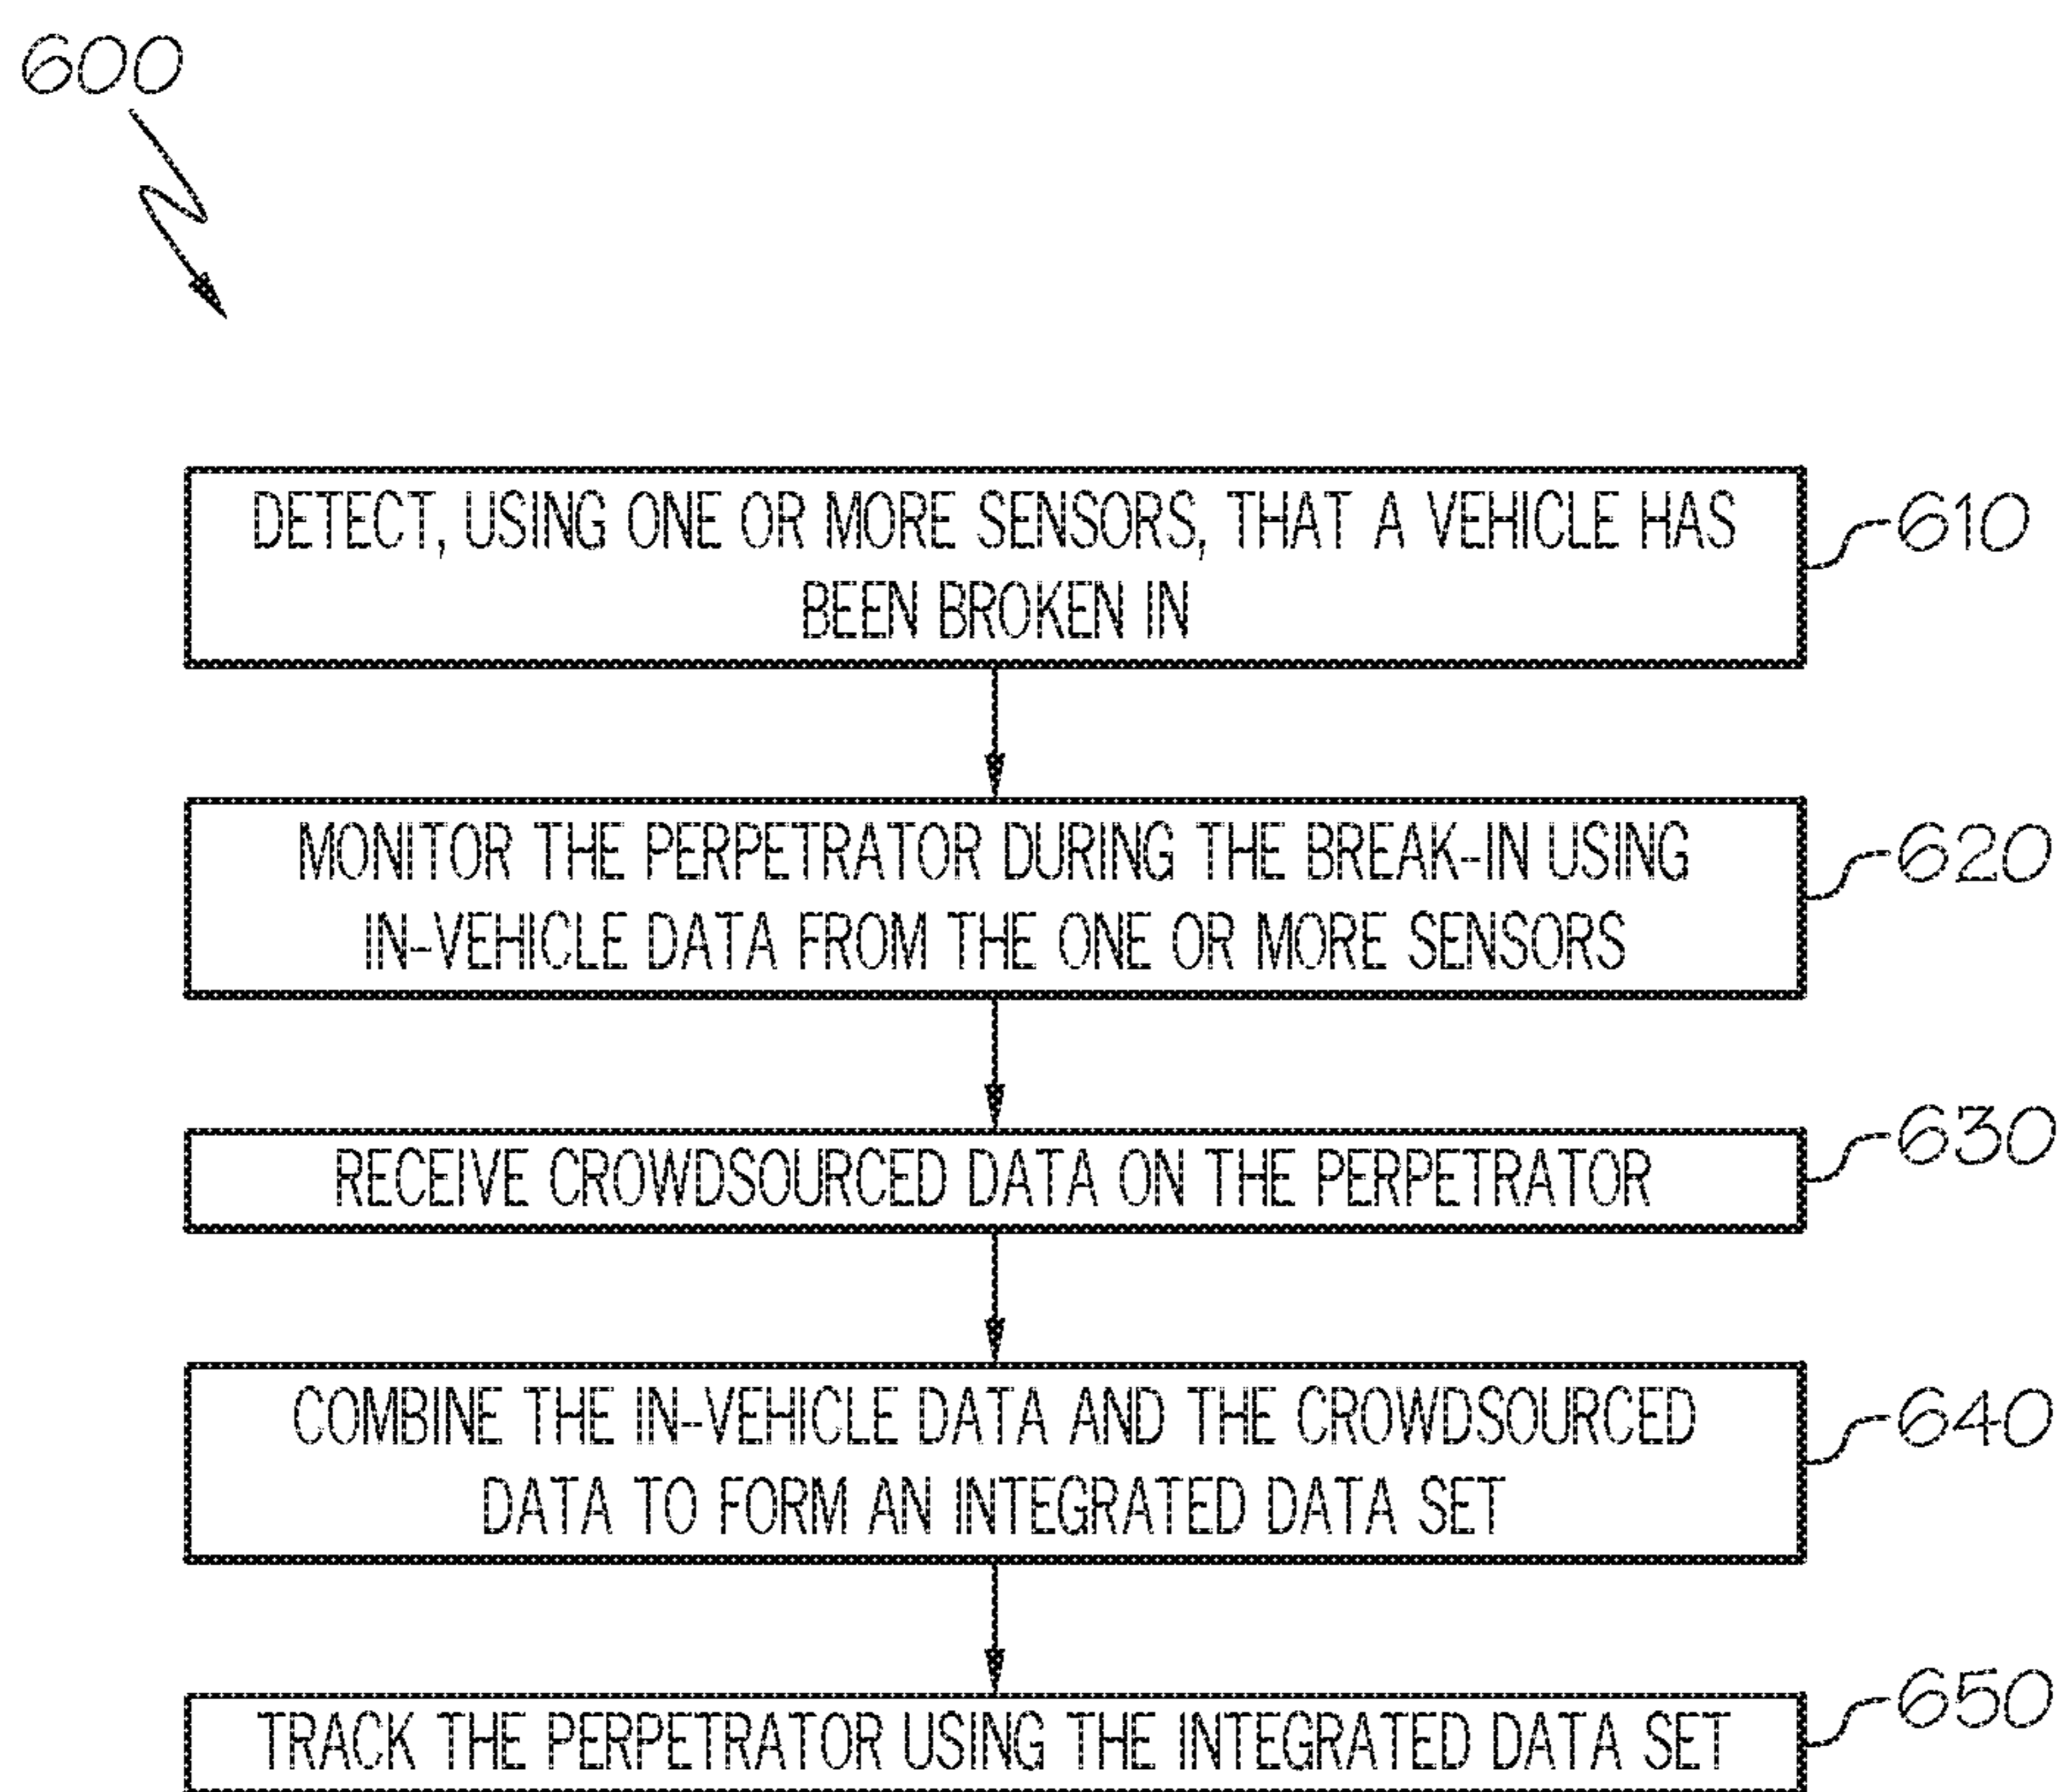 600
DETECT, USING ONE OR MORE SENSORS, THAT A VEHICLE HAS
BEEN BROKEN IN
610
MONITOR THE PERPETRATOR DURING THE BREAK-IN USING
IN-VEHICLE DATA FROM THE ONE OR MORE SENSORS
620
RECEIVE CROWDSOURCED DATA ON THE PERPETRATOR
630
COMBINE THE IN-VEHICLE DATA AND THE CROWDSOURCED
DATA TO FORM AN INTEGRATED DATA SET
640
TRACK THE PERPETRATOR USING THE INTEGRATED DATA SET
650